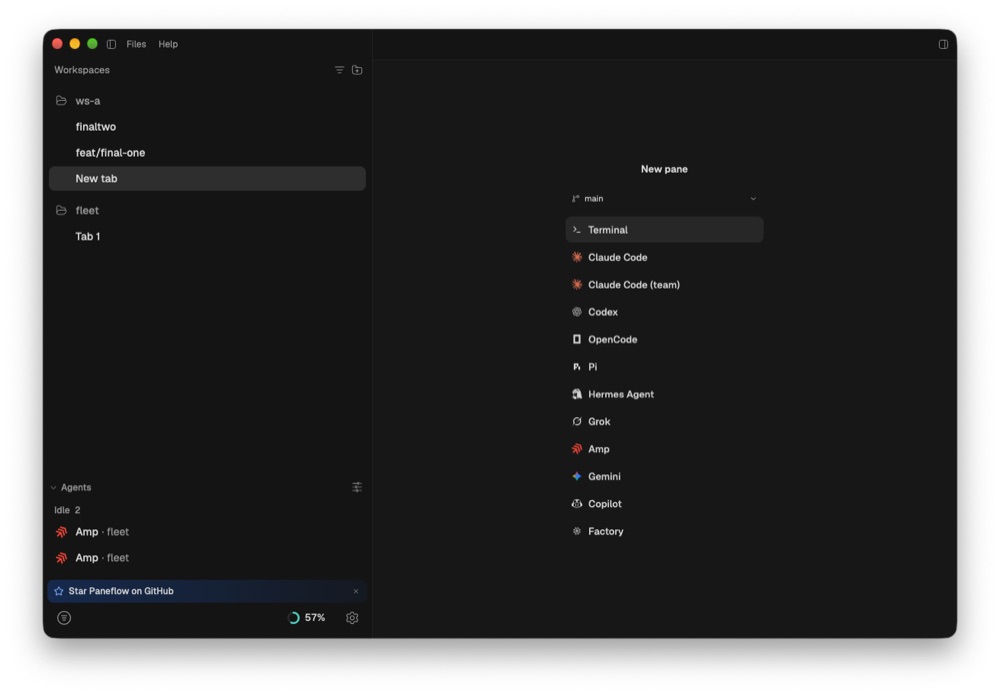 Files Help
Workspaces
ws-a
finaltwo
feat/final-one
New tab
fleet
Tab 1
Agents
Idle 2
Amp · fleet
Amp · fleet
Star Paneflow on GitHub
57%
New pane
main
Terminal
Claude Code
Claude Code (team)
Codex
OpenCode
Pi
Hermes Agent
Grok
Amp
Gemini
Copilot
Factory